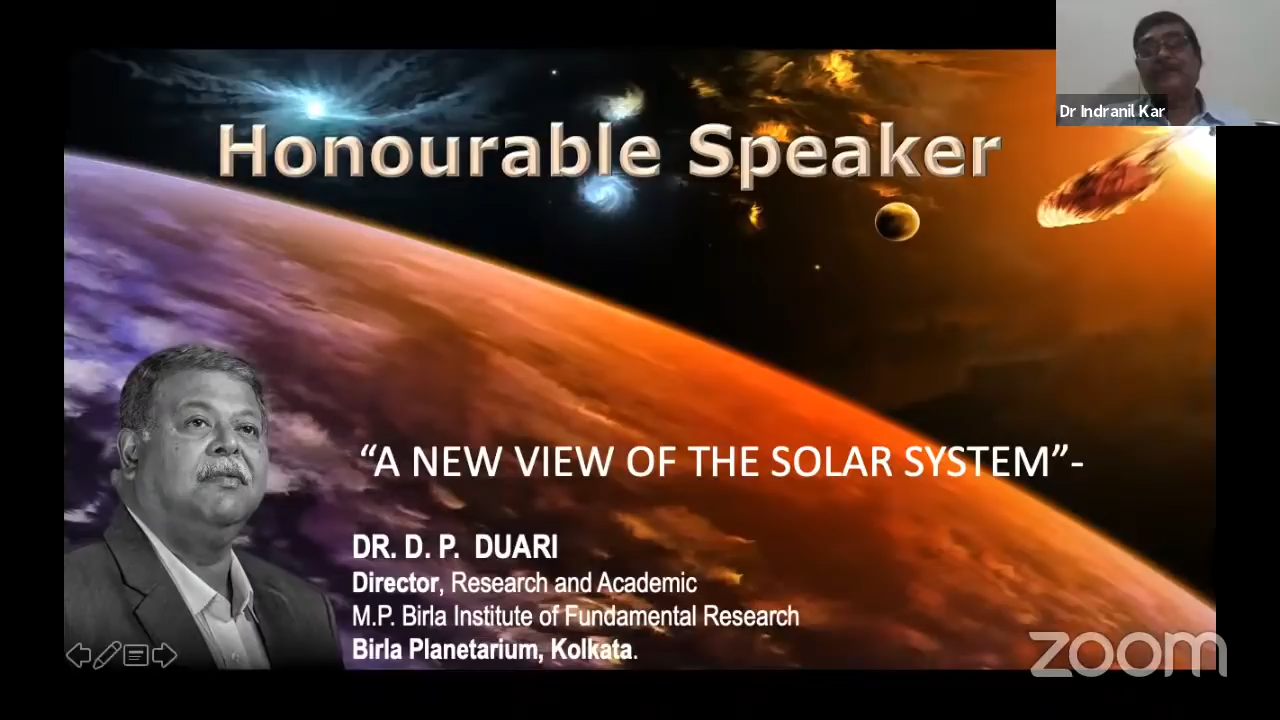 Dr Indranil Kar
Honourable Speaker
“A NEW VIEW OF THE SOLAR SYSTEM”-
DR. D. P. DUARI
Director, Research and Academic
M.P. Birla Institute of Fundamental Research
Birla Planetarium, Kolkata.
zoom